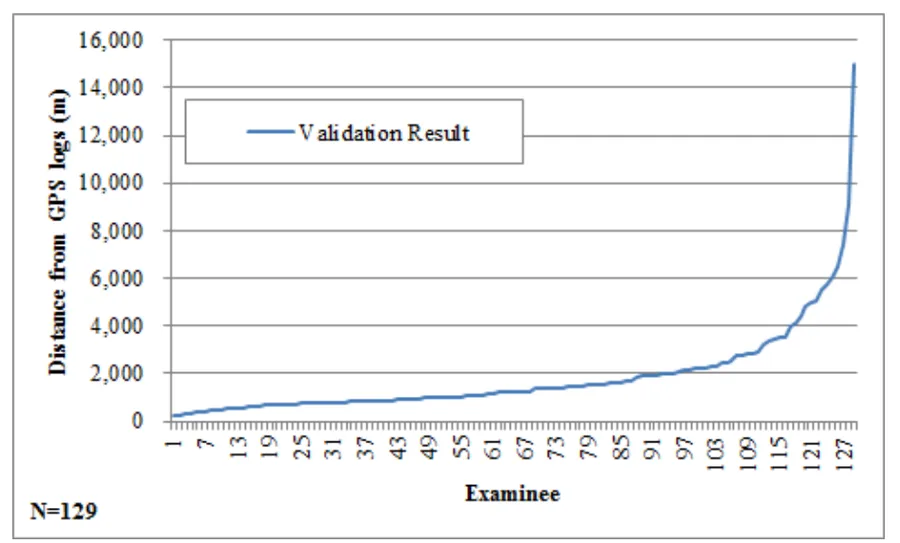 16,000
14,000
12,000
10,000
8,000
6,000
4,000
2,000
0
Distance from GPS logs (m)
Validation Result
1 7 13 19 25 31 37 43 49 55 61 67 73 79 85 91 97 103 109 115 121 127
Examinee
N=129